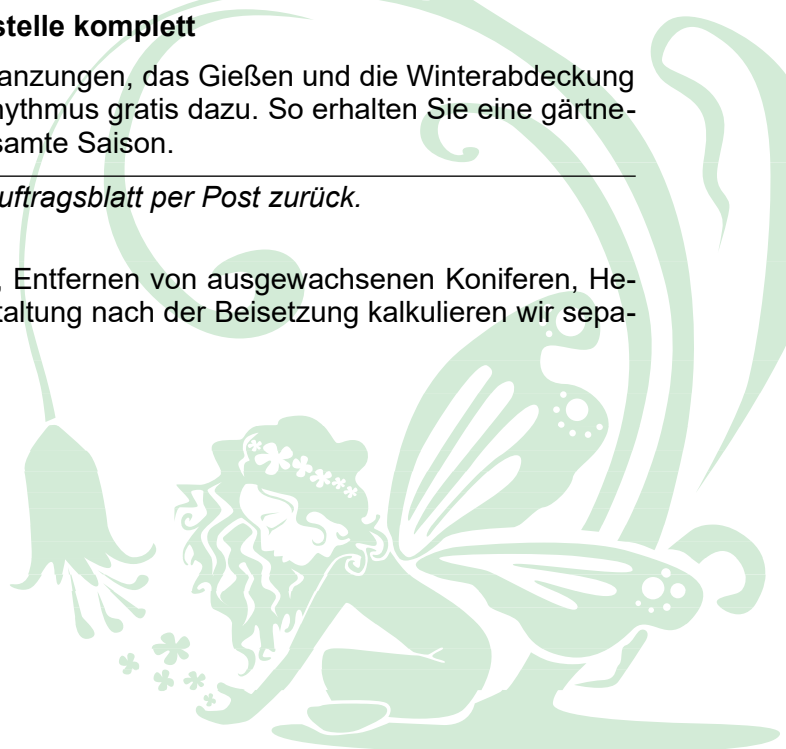 stelle komplett
anzungen, das Gießen und die Winterabdeckung
hythmus gratis dazu. So erhalten Sie eine gärtne-
samte Saison.
uftragsblatt per Post zurück.
, Entfernen von ausgewachsenen Koniferen, He-
taltung nach der Beisetzung kalkulieren wir sepa-